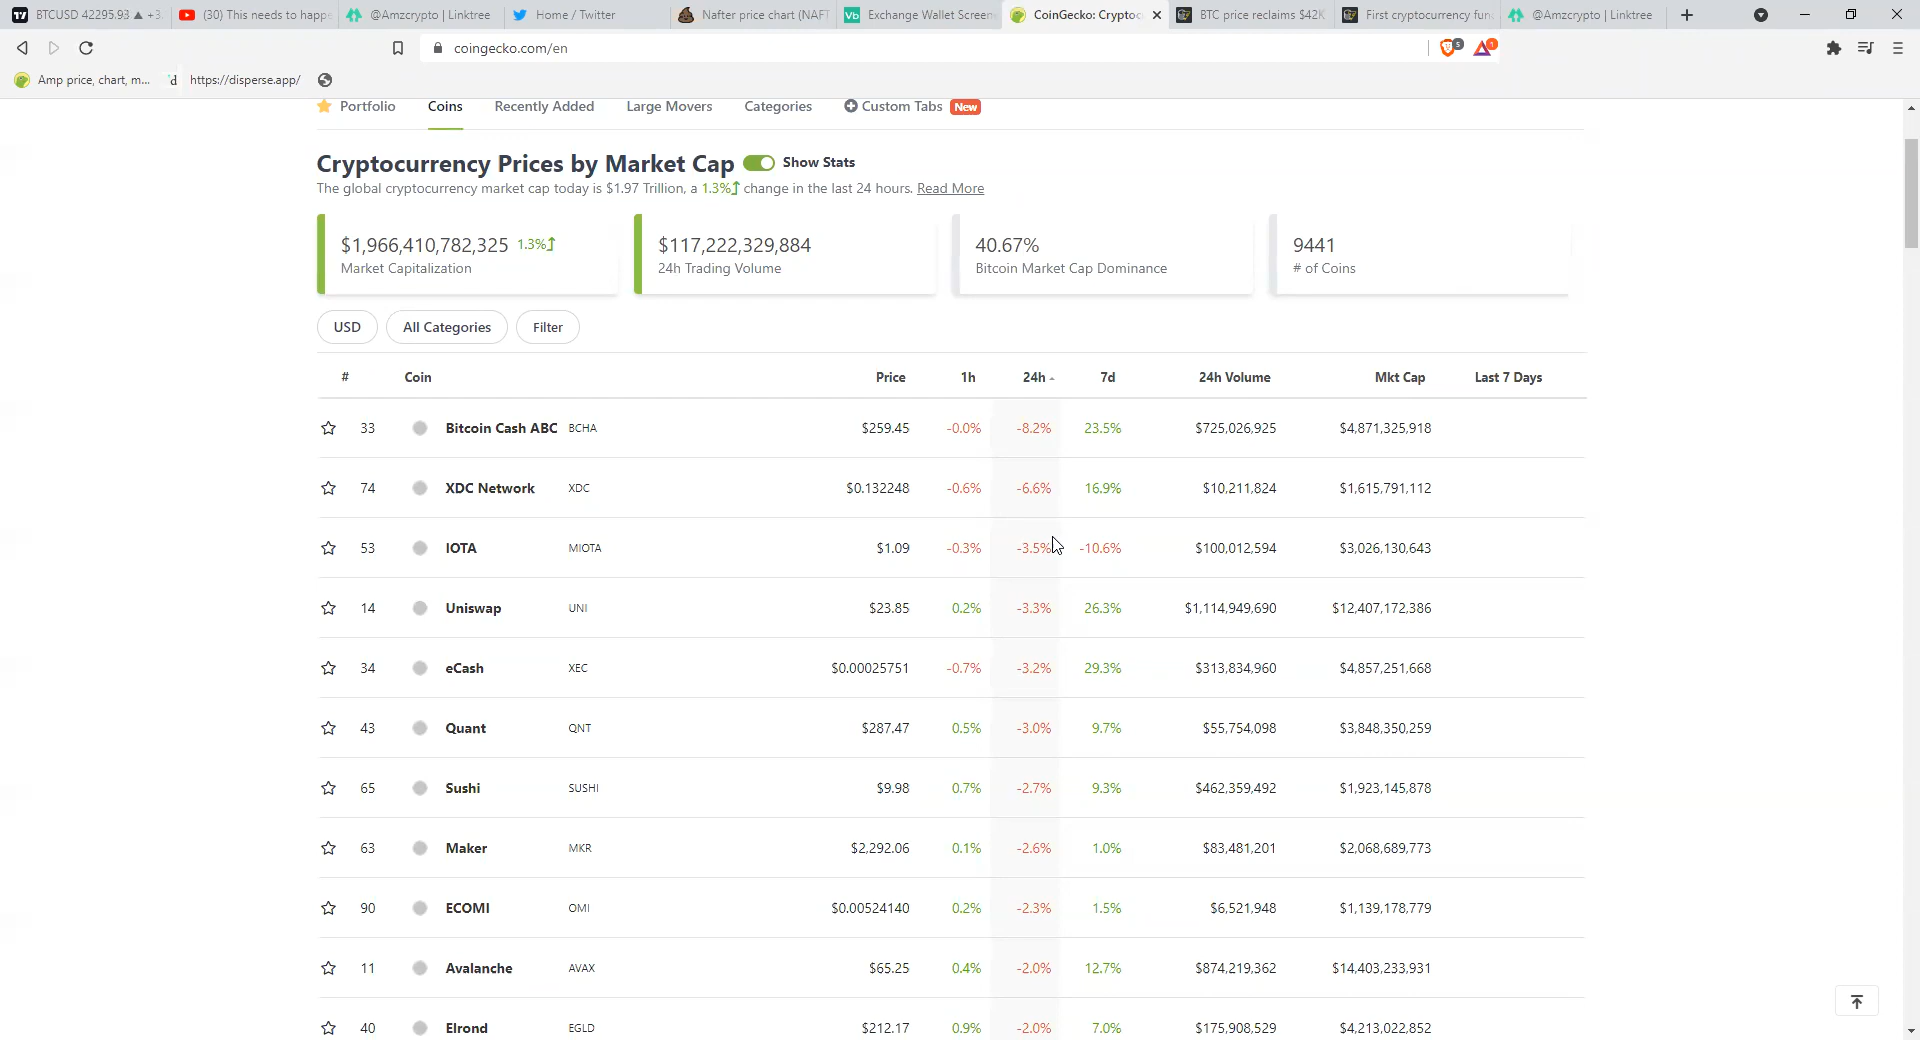 BTCUSD 42295.93 ▲ +3.
(30) This needs to happe
@Amzcrypto | Linktree
Home / Twitter
Nafter price chart (NAFT
Exchange Wallet Screene
CoinGecko: Cryptoc
BTC price reclaims $42K
First cryptocurrency fun
@Amzcrypto | Linktree
coingecko.com/en
5
1
Amp price, chart, m...
d https://disperse.app/
Portfolio Coins Recently Added Large Movers Categories Custom Tabs New
Cryptocurrency Prices by Market Cap Show Stats
The global cryptocurrency market cap today is $1.97 Trillion, a 1.3% change in the last 24 hours. Read More
$1,966,410,782,325 1.3%
Market Capitalization
$117,222,329,884
24h Trading Volume
40.67%
Bitcoin Market Cap Dominance
9441
# of Coins
USD All Categories Filter
# Coin Price 1h 24h 7d 24h Volume Mkt Cap Last 7 Days
33 Bitcoin Cash ABC BCHA $259.45 -0.0% -8.2% 23.5% $725,026,925 $4,871,325,918
74 XDC Network XDC $0.132248 -0.6% -6.6% 16.9% $10,211,824 $1,615,791,112
53 IOTA MIOTA $1.09 -0.3% -3.5% -10.6% $100,012,594 $3,026,130,643
14 Uniswap UNI $23.85 0.2% -3.3% 26.3% $1,114,949,690 $12,407,172,386
34 eCash XEC $0.00025751 -0.7% -3.2% 29.3% $313,834,960 $4,857,251,668
43 Quant QNT $287.47 0.5% -3.0% 9.7% $55,754,098 $3,848,350,259
65 Sushi SUSHI $9.98 0.7% -2.7% 9.3% $462,359,492 $1,923,145,878
63 Maker MKR $2,292.06 0.1% -2.6% 1.0% $83,481,201 $2,068,689,773
90 ECOMI OMI $0.00524140 0.2% -2.3% 1.5% $6,521,948 $1,139,178,779
11 Avalanche AVAX $65.25 0.4% -2.0% 12.7% $874,219,362 $14,403,233,931
40 Elrond EGLD $212.17 0.9% -2.0% 7.0% $175,908,529 $4,213,022,852